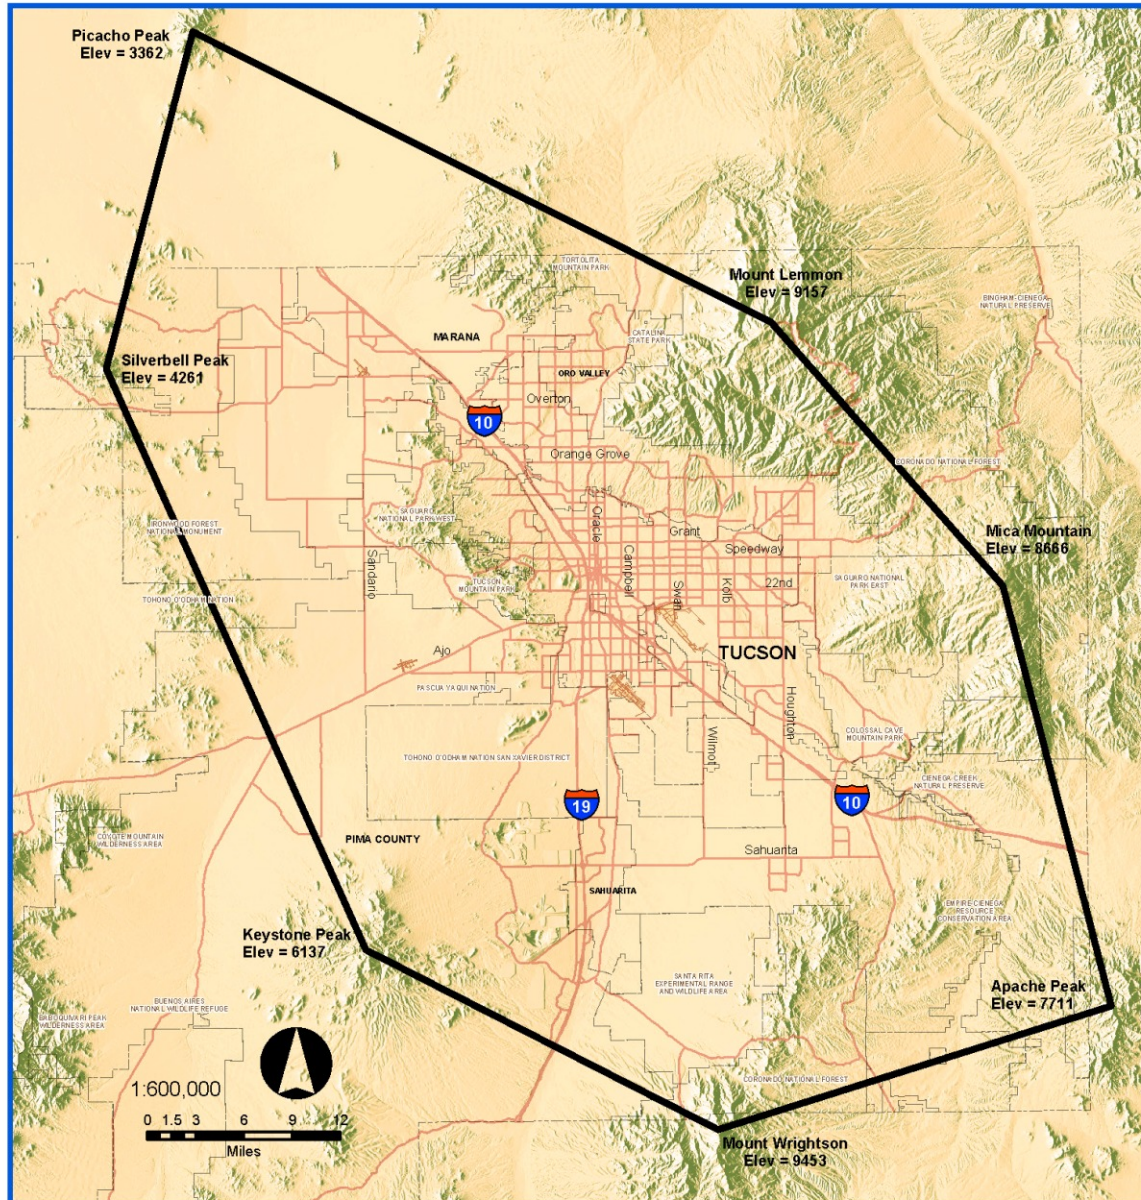 Picacho Peak
Elev = 3362
Mount Lemmon
Elev = 9157
TORTOLITA
MOUNTAIN PARK
BINGHAM-CIENEGA
NATURAL PRESERVE
MARANA
CATALINA
STATE PARK
Silverbell Peak
Elev = 4261
ORO VALLEY
Overton
10
Orange Grove
CORONADO NATIONAL FOREST
SAGUARO
NATIONAL PARK WEST
IRONWOOD FOREST
NATIONAL MONUMENT
Oracle
Grant
Mica Mountain
Elev = 8666
Speedway
Sandario
Campbell
22nd
Swan
Kolb
SAGUARO NATIONAL
PARK EAST
TUCSON
MOUNTAIN PARK
TOHONO O'ODHAM NATION
Ajo
TUCSON
PASCUA YAQUI NATION
Houghton
Wilmot
COLOSSAL CAVE
MOUNTAIN PARK
TOHONO O'ODHAM NATION SAN XAVIER DISTRICT
CIENEGA CREEK
NATURAL PRESERVE
19
10
COYOTE MOUNTAIN
WILDERNESS AREA
PIMA COUNTY
Sahuarita
SAHUARITA
EMPIRE-CIENEGA
RESOURCE
CONSERVATION AREA
Keystone Peak
Elev = 6137
SANTA RITA
EXPERIMENTAL RANGE
AND WILDLIFE AREA
Apache Peak
Elev = 7711
BUENOS AIRES
NATIONAL WILDLIFE REFUGE
BABOQUIVARI PEAK
WILDERNESS AREA
CORONADO NATIONAL FOREST
1:600,000
0 1.5 3 6 9 12
Miles
Mount Wrightson
Elev = 9453